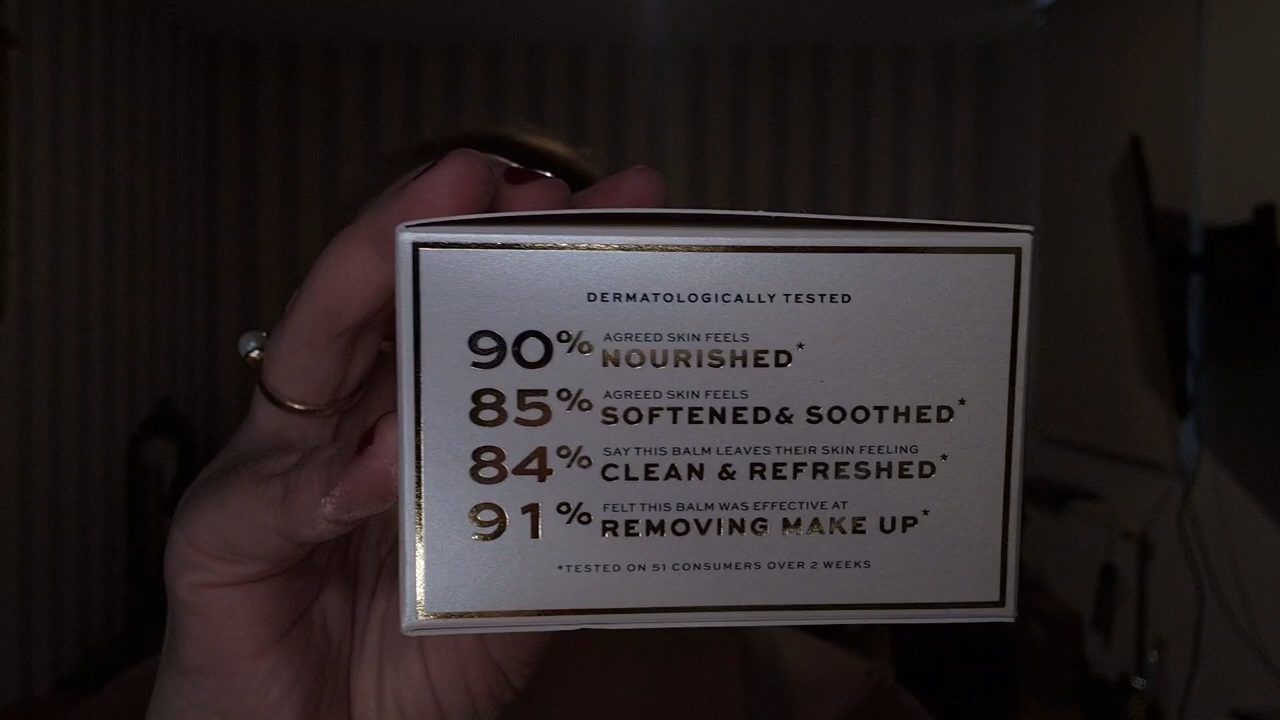 DERMATOLOGICALLY TESTED
90% AGREED SKIN FEELS
NOURISHED*
85% AGREED SKIN FEELS
SOFTENED& SOOTHED*
84% SAY THIS BALM LEAVES THEIR SKIN FEELING
CLEAN & REFRESHED*
91% FELT THIS BALM WAS EFFECTIVE AT
REMOVING MAKE UP*
*TESTED ON 51 CONSUMERS OVER 2 WEEKS